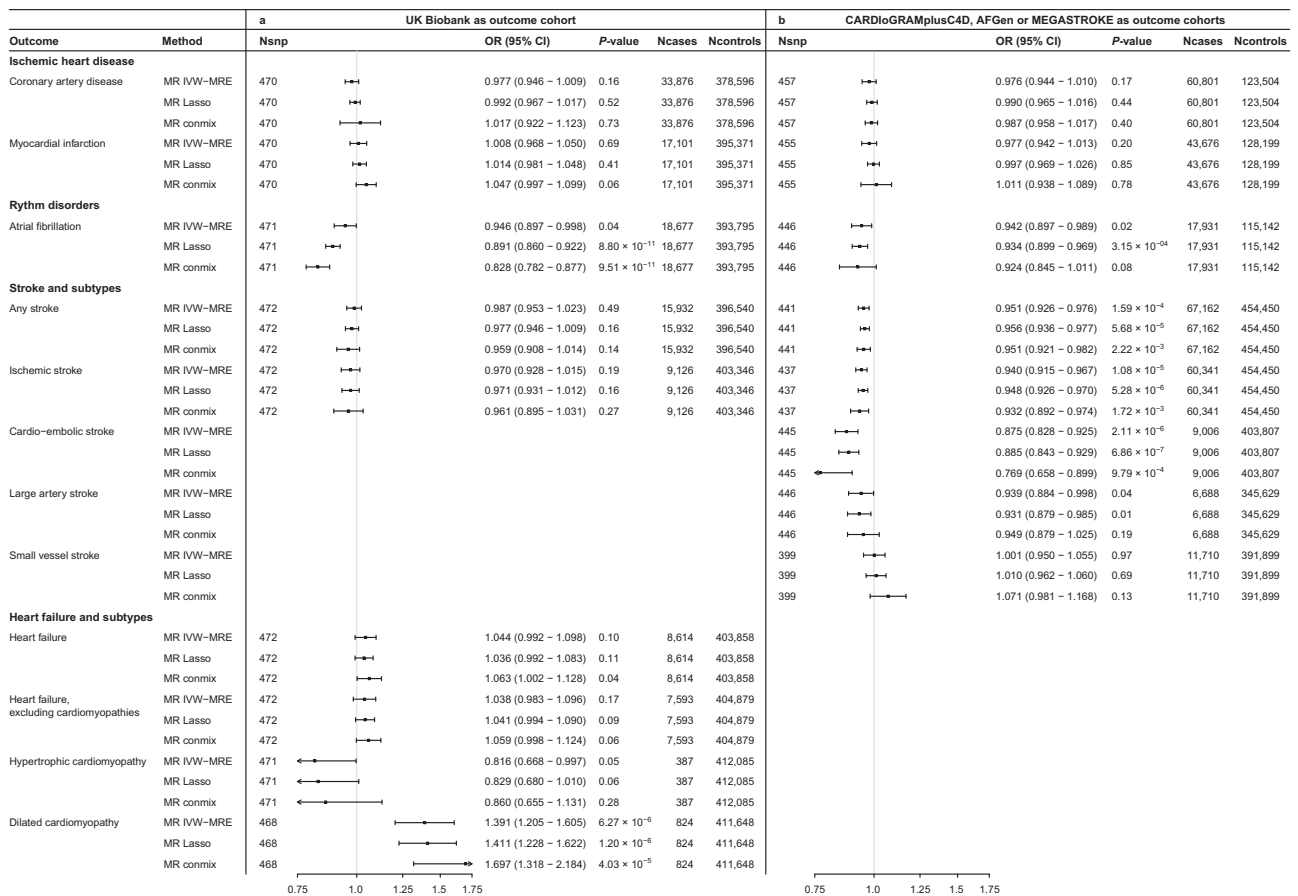 a UK Biobank as outcome cohort b CARDIoGRAMplusC4D, AFGen or MEGASTROKE as outcome cohorts
Outcome Method Nsnp OR (95% CI) P-value Ncases Ncontrols Nsnp OR (95% CI) P-value Ncases Ncontrols
Ischemic heart disease
Coronary artery disease MR IVW−MRE 470 0.977 (0.946 − 1.009) 0.16 33,876 378,596 457 0.976 (0.944 − 1.010) 0.17 60,801 123,504
MR Lasso 470 0.992 (0.967 − 1.017) 0.52 33,876 378,596 457 0.990 (0.965 − 1.016) 0.44 60,801 123,504
MR conmix 470 1.017 (0.922 − 1.123) 0.73 33,876 378,596 457 0.987 (0.958 − 1.017) 0.40 60,801 123,504
Myocardial infarction MR IVW−MRE 470 1.008 (0.968 − 1.050) 0.69 17,101 395,371 455 0.977 (0.942 − 1.013) 0.20 43,676 128,199
MR Lasso 470 1.014 (0.981 − 1.048) 0.41 17,101 395,371 455 0.997 (0.969 − 1.026) 0.85 43,676 128,199
MR conmix 470 1.047 (0.997 − 1.099) 0.06 17,101 395,371 455 1.011 (0.938 − 1.089) 0.78 43,676 128,199
Rythm disorders
Atrial fibrillation MR IVW−MRE 471 0.946 (0.897 − 0.998) 0.04 18,677 393,795 446 0.942 (0.897 − 0.989) 0.02 17,931 115,142
MR Lasso 471 0.891 (0.860 − 0.922) 8.80 × 10⁻¹¹ 18,677 393,795 446 0.934 (0.899 − 0.969) 3.15 × 10⁻⁰⁴ 17,931 115,142
MR conmix 471 0.828 (0.782 − 0.877) 9.51 × 10⁻¹¹ 18,677 393,795 446 0.924 (0.845 − 1.011) 0.08 17,931 115,142
Stroke and subtypes
Any stroke MR IVW−MRE 472 0.987 (0.953 − 1.023) 0.49 15,932 396,540 441 0.951 (0.926 − 0.976) 1.59 × 10⁻⁴ 67,162 454,450
MR Lasso 472 0.977 (0.946 − 1.009) 0.16 15,932 396,540 441 0.956 (0.936 − 0.977) 5.68 × 10⁻⁵ 67,162 454,450
MR conmix 472 0.959 (0.908 − 1.014) 0.14 15,932 396,540 441 0.951 (0.921 − 0.982) 2.22 × 10⁻³ 67,162 454,450
Ischemic stroke MR IVW−MRE 472 0.970 (0.928 − 1.015) 0.19 9,126 403,346 437 0.940 (0.915 − 0.967) 1.08 × 10⁻⁵ 60,341 454,450
MR Lasso 472 0.971 (0.931 − 1.012) 0.16 9,126 403,346 437 0.948 (0.926 − 0.970) 5.28 × 10⁻⁶ 60,341 454,450
MR conmix 472 0.961 (0.895 − 1.031) 0.27 9,126 403,346 437 0.932 (0.892 − 0.974) 1.72 × 10⁻³ 60,341 454,450
Cardio−embolic stroke MR IVW−MRE 445 0.875 (0.828 − 0.925) 2.11 × 10⁻⁶ 9,006 403,807
MR Lasso 445 0.885 (0.843 − 0.929) 6.86 × 10⁻⁷ 9,006 403,807
MR conmix 445 0.769 (0.658 − 0.899) 9.79 × 10⁻⁴ 9,006 403,807
Large artery stroke MR IVW−MRE 446 0.939 (0.884 − 0.998) 0.04 6,688 345,629
MR Lasso 446 0.931 (0.879 − 0.985) 0.01 6,688 345,629
MR conmix 446 0.949 (0.879 − 1.025) 0.19 6,688 345,629
Small vessel stroke MR IVW−MRE 399 1.001 (0.950 − 1.055) 0.97 11,710 391,899
MR Lasso 399 1.010 (0.962 − 1.060) 0.69 11,710 391,899
MR conmix 399 1.071 (0.981 − 1.168) 0.13 11,710 391,899
Heart failure and subtypes
Heart failure MR IVW−MRE 472 1.044 (0.992 − 1.098) 0.10 8,614 403,858
MR Lasso 472 1.036 (0.992 − 1.083) 0.11 8,614 403,858
MR conmix 472 1.063 (1.002 − 1.128) 0.04 8,614 403,858
Heart failure, MR IVW−MRE 472 1.038 (0.983 − 1.096) 0.17 7,593 404,879
excluding cardiomyopathies
MR Lasso 472 1.041 (0.994 − 1.090) 0.09 7,593 404,879
MR conmix 472 1.059 (0.998 − 1.124) 0.06 7,593 404,879
Hypertrophic cardiomyopathy MR IVW−MRE 471 0.816 (0.668 − 0.997) 0.05 387 412,085
MR Lasso 471 0.829 (0.680 − 1.010) 0.06 387 412,085
MR conmix 471 0.860 (0.655 − 1.131) 0.28 387 412,085
Dilated cardiomyopathy MR IVW−MRE 468 1.391 (1.205 − 1.605) 6.27 × 10⁻⁶ 824 411,648
MR Lasso 468 1.411 (1.228 − 1.622) 1.20 × 10⁻⁶ 824 411,648
MR conmix 468 1.697 (1.318 − 2.184) 4.03 × 10⁻⁵ 824 411,648
0.75 1.0 1.25 1.5 1.75 0.75 1.0 1.25 1.5 1.75